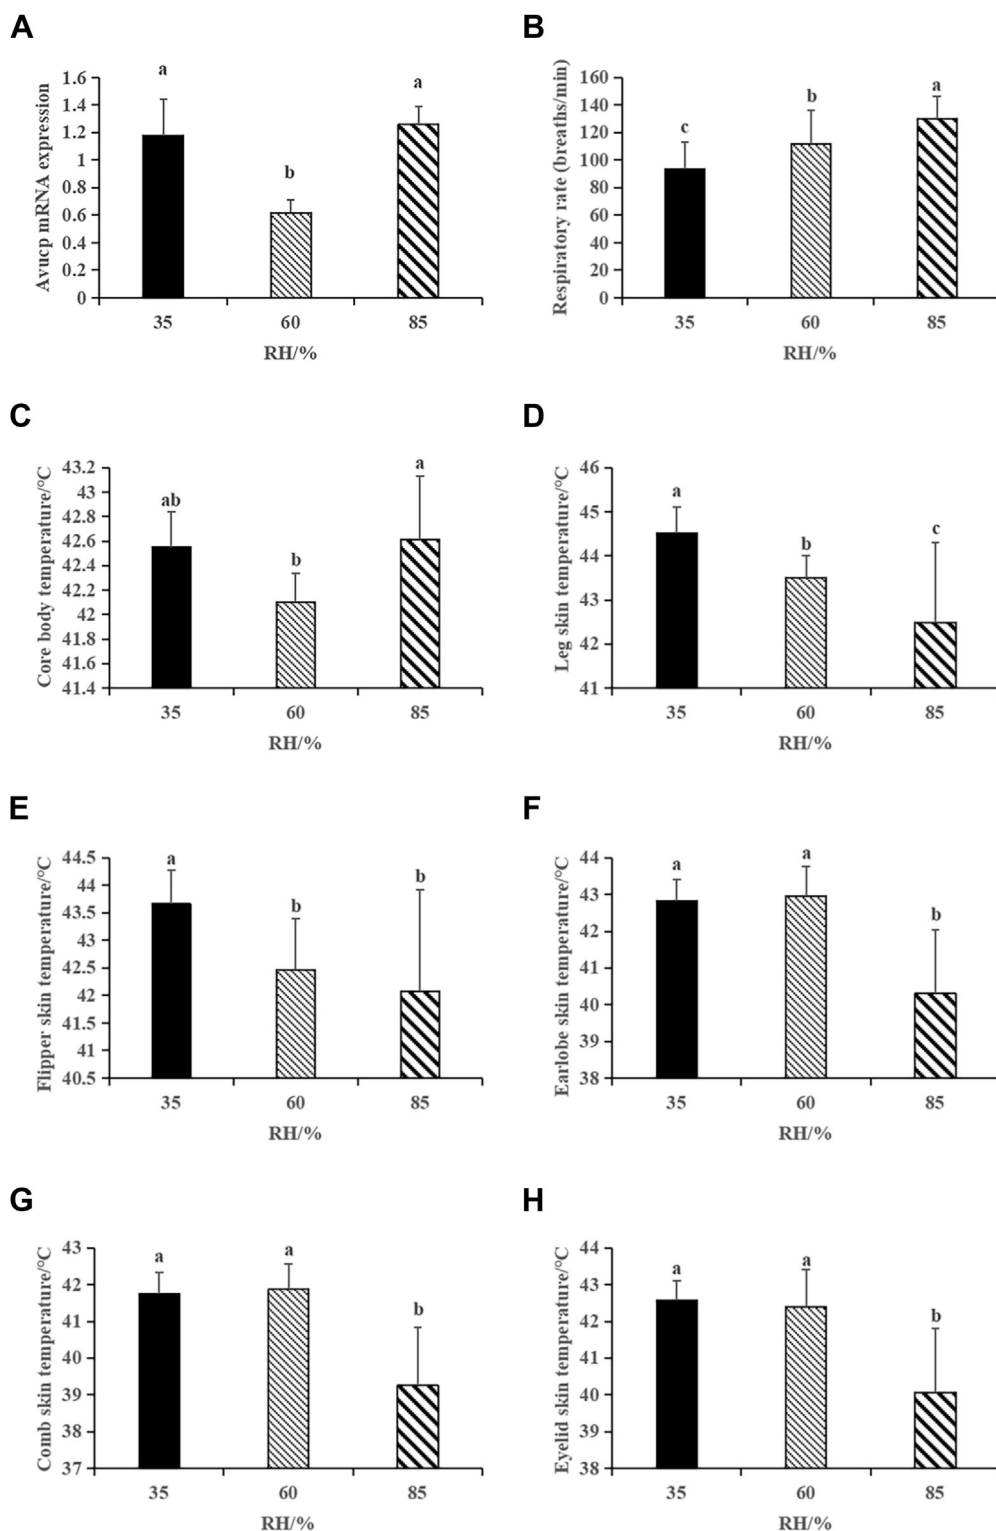 A
Avucp mRNA expression
1.6
1.4
1.2
1
0.8
0.6
0.4
0.2
0
a
b
a
35 60 85
RH/%
B
Respiratory rate (breaths/min)
160
140
120
100
80
60
40
20
0
c
b
a
35 60 85
RH/%
C
Core body temperature/°C
43.2
43
42.8
42.6
42.4
42.2
42
41.8
41.6
41.4
ab
b
a
35 60 85
RH/%
D
Leg skin temperature/°C
46
45
44
43
42
41
a
b
c
35 60 85
RH/%
E
Flipper skin temperature/°C
44.5
44
43.5
43
42.5
42
41.5
41
40.5
a
b
b
35 60 85
RH/%
F
Earlobe skin temperature/°C
44
43
42
41
40
39
38
a
a
b
35 60 85
RH/%
G
Comb skin temperature/°C
43
42
41
40
39
38
37
a
a
b
35 60 85
RH/%
H
Eyelid skin temperature/°C
44
43
42
41
40
39
38
a
a
b
35 60 85
RH/%